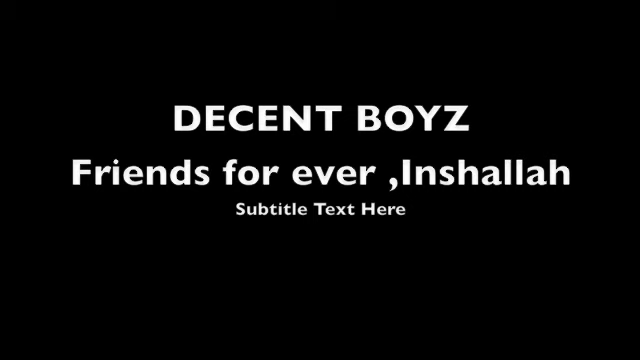 DECENT BOYZ
Friends for ever ,Inshallah
Subtitle Text Here